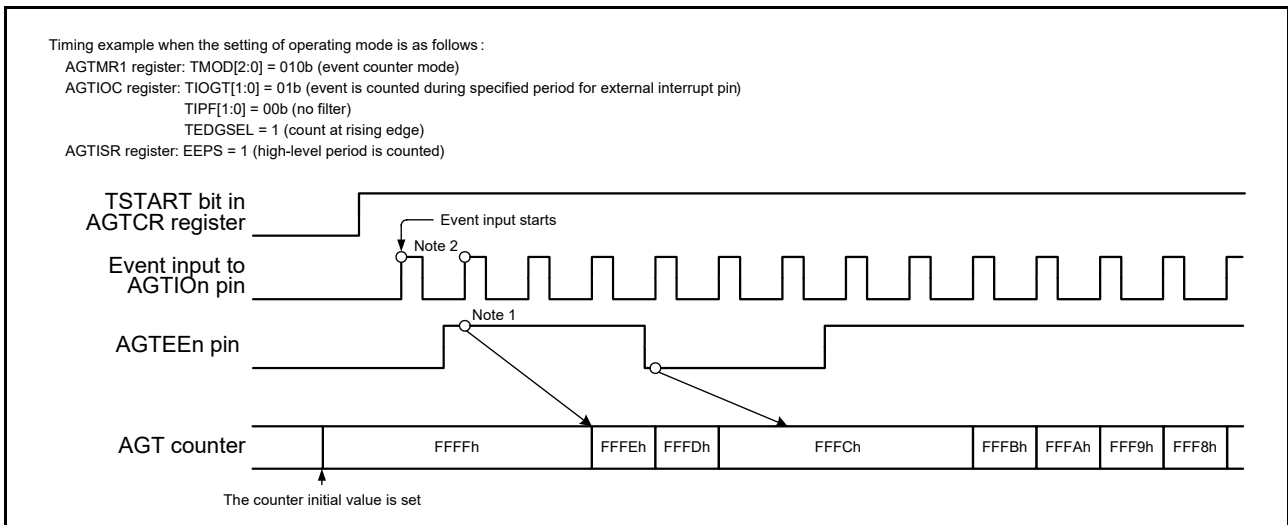 Timing example when the setting of operating mode is as follows :
AGTMR1 register: TMOD[2:0] = 010b (event counter mode)
AGTIOC register: TIOGT[1:0] = 01b (event is counted during specified period for external interrupt pin)
TIPF[1:0] = 00b (no filter)
TEDGSEL = 1 (count at rising edge)
AGTISR register: EEPS = 1 (high-level period is counted)
TSTART bit in
AGTCR register
Event input starts
Note 2
Event input to
AGTIOn pin
Note 1
AGTEEn pin
AGT counter
FFFFh
FFFEh
FFFDh
FFFCh
FFFBh
FFFAh
FFF9h
FFF8h
The counter initial value is set